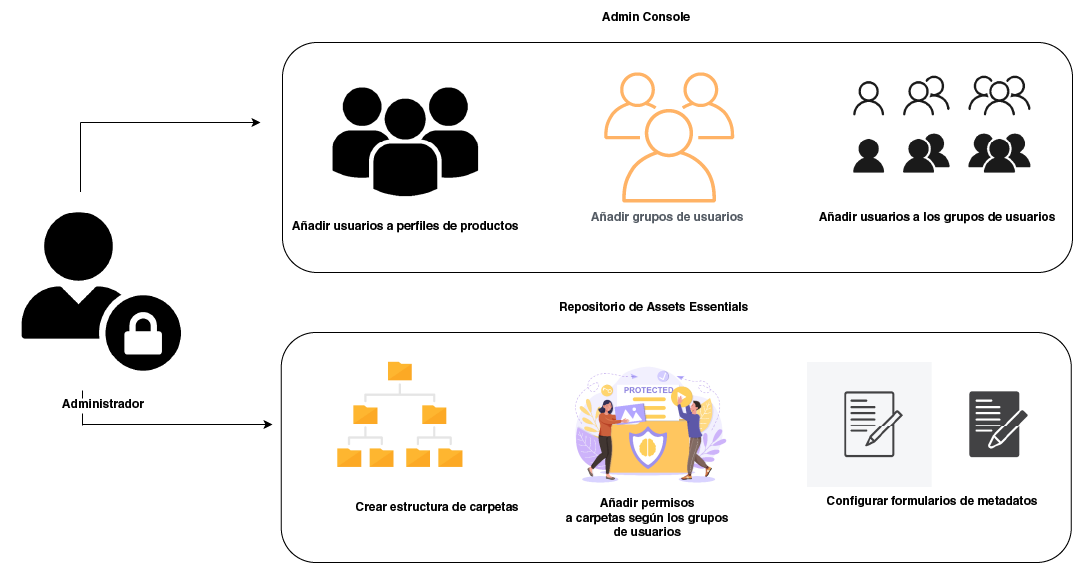 Admin Console
Añadir usuarios a perfiles de productos
Añadir grupos de usuarios
Añadir usuarios a los grupos de usuarios
Administrador
Repositorio de Assets Essentials
PROTECTED
Crear estructura de carpetas
Añadir permisos
a carpetas según los grupos
de usuarios
Configurar formularios de metadatos